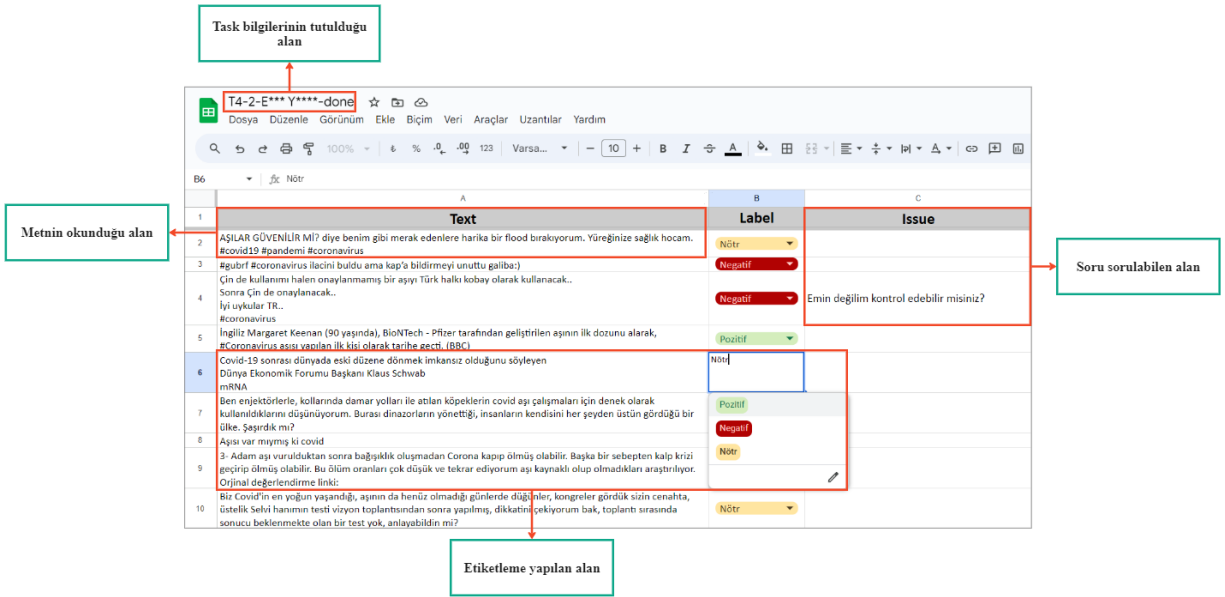 Task bilgilerinin tutulduğu
alan
T4-2-E*** Y****-done
Dosya Düzenle Görünüm Ekle Biçim Veri Araçlar Uzantılar Yardım
100% ₺ % .0 .00 123 Varsa... − 10 + B I A
B6 fx Nötr
A B C
1 Text Label Issue
2 AŞILAR GÜVENİLİR Mİ? diye benim gibi merak edenlere harika bir flood bırakıyorum. Yüreğinize sağlık hocam.
#covid19 #pandemi #coronavirus
Nötr
3 #gubrf #coronavirus ilacini buldu ama kap'a bildirmeyi unuttu galiba:)
Negatif
Çin de kullanımı halen onaylanmamış bir aşıyı Türk halkı kobay olarak kullanacak..
Sonra Çin de onaylanacak..
4 İyi uykular TR..
#coronavirus
Negatif
Emin değilim kontrol edebilir misiniz?
5 İngiliz Margaret Keenan (90 yaşında), BioNTech - Pfizer tarafından geliştirilen aşının ilk dozunu alarak,
#Coronavirus aşısı yapılan ilk kişi olarak tarihe geçti. (BBC)
Pozitif
Covid-19 sonrası dünyada eski düzene dönmek imkansız olduğunu söyleyen
6 Dünya Ekonomik Forumu Başkanı Klaus Schwab
mRNA
Nötr
Ben enjektörlerle, kollarında damar yolları ile atılan köpeklerin covid aşı çalışmaları için denek olarak
7 kullanıldıklarını düşünüyorum. Burası dinazorların yönettiği, insanların kendisini her şeyden üstün gördüğü bir
ülke. Şaşırdık mı?
8 Aşısı var mıymış ki covid
3- Adam aşı vurulduktan sonra bağışıklık oluşmadan Corona kapıp ölmüş olabilir. Başka bir sebepten kalp krizi
9 geçirip ölmüş olabilir. Bu ölüm oranları çok düşük ve tekrar ediyorum aşı kaynaklı olup olmadıkları araştırılıyor.
Orjinal değerlendirme linki:
Pozitif
Negatif
Nötr
Biz Covid'in en yoğun yaşandığı, aşının da henüz olmadığı günlerde düğünler, kongreler gördük sizin cenahta,
10 üstelik Selvi hanımın testi vizyon toplantısından sonra yapılmış, dikkatini çekiyorum bak, toplantı sırasında
sonucu beklenmekte olan bir test yok, anlayabildin mi?
Nötr
Metnin okunduğu alan
Soru sorulabilen alan
Etiketleme yapılan alan